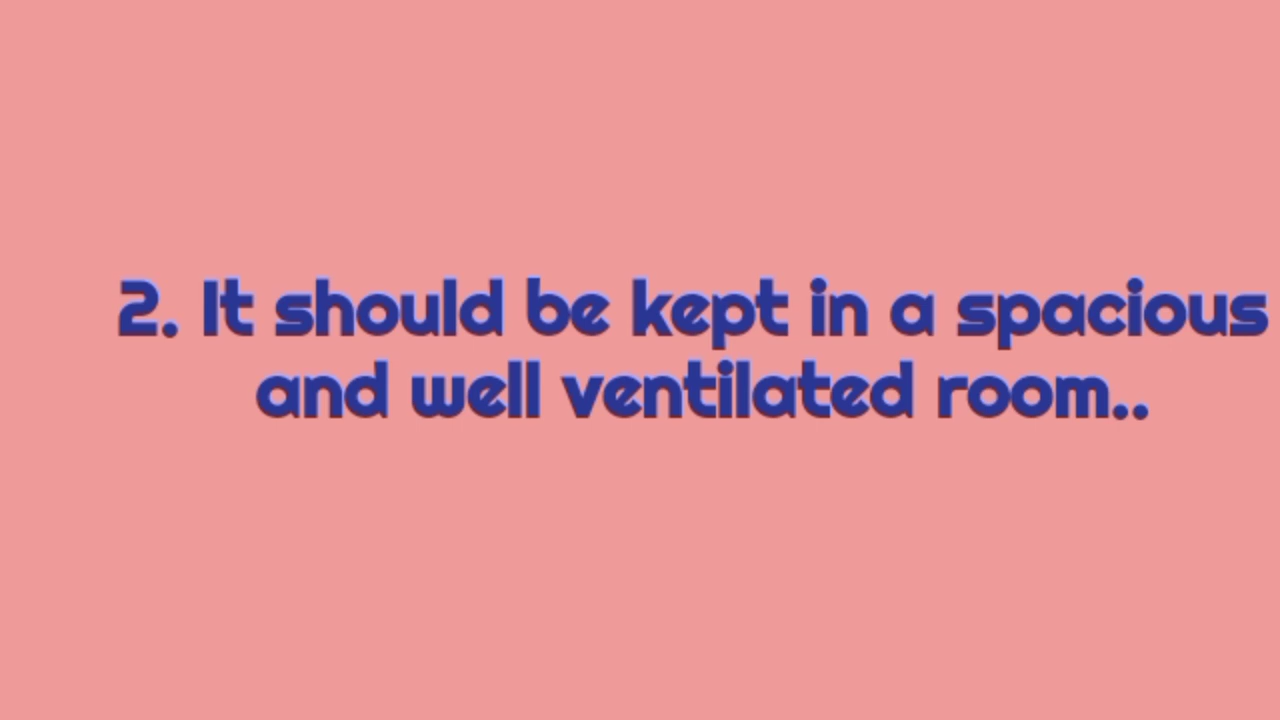 2. It should be kept in a spacious
and well ventilated room..